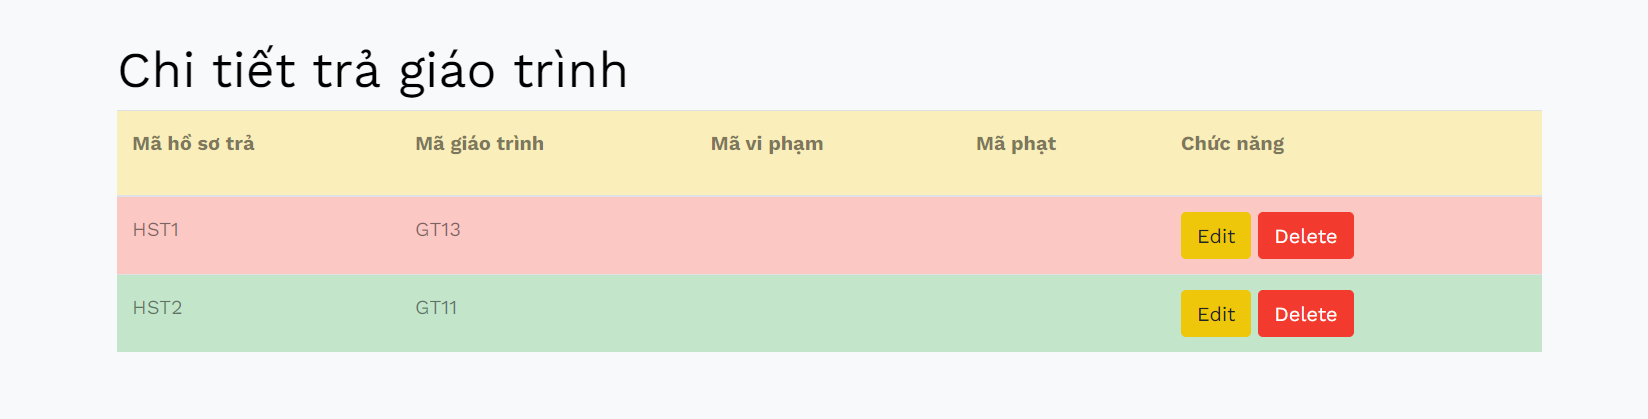 Chi tiết trả giáo trình
Mã hồ sơ trả Mã giáo trình Mã vi phạm Mã phạt Chức năng
HST1 GT13 Edit Delete
HST2 GT11 Edit Delete